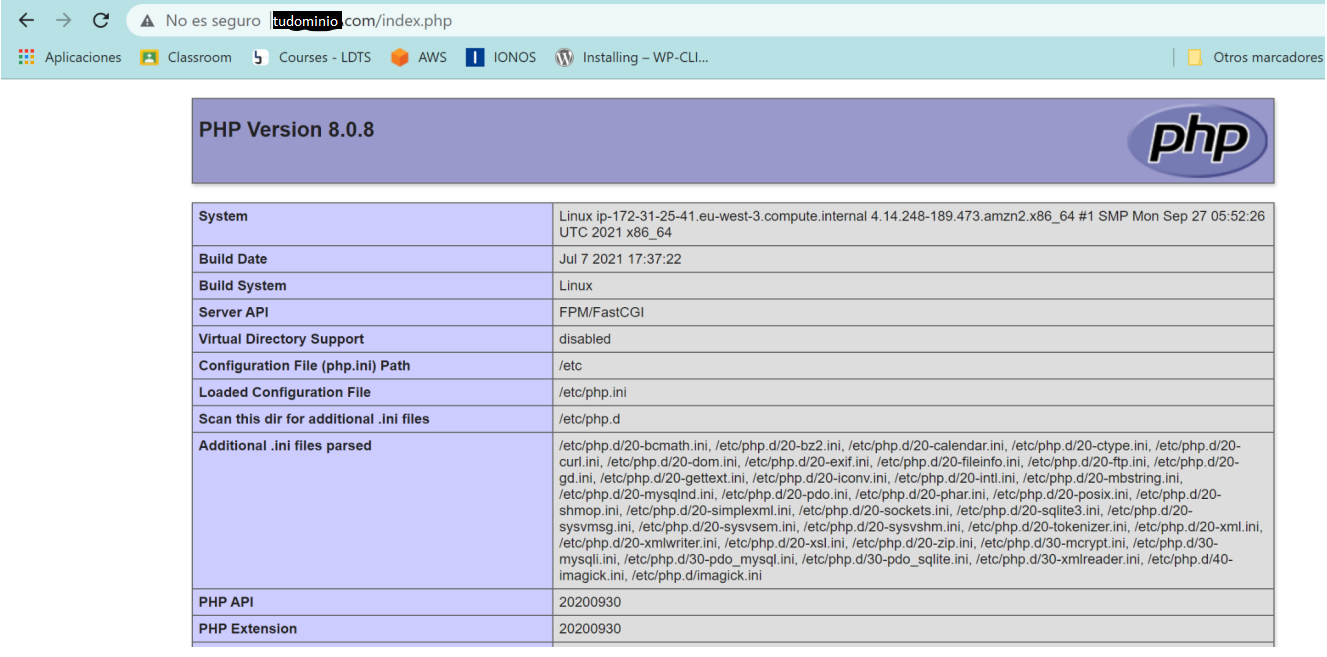 No es seguro tudominio.com/index.php
Aplicaciones Classroom Courses - LDTS AWS IONOS Installing – WP-CLI... Otros marcadores
PHP Version 8.0.8 php
System Linux ip-172-31-25-41.eu-west-3.compute.internal 4.14.248-189.473.amzn2.x86_64 #1 SMP Mon Sep 27 05:52:26
UTC 2021 x86_64
Build Date Jul 7 2021 17:37:22
Build System Linux
Server API FPM/FastCGI
Virtual Directory Support disabled
Configuration File (php.ini) Path /etc
Loaded Configuration File /etc/php.ini
Scan this dir for additional .ini files /etc/php.d
Additional .ini files parsed /etc/php.d/20-bcmath.ini, /etc/php.d/20-bz2.ini, /etc/php.d/20-calendar.ini, /etc/php.d/20-ctype.ini, /etc/php.d/20-
curl.ini, /etc/php.d/20-dom.ini, /etc/php.d/20-exif.ini, /etc/php.d/20-fileinfo.ini, /etc/php.d/20-ftp.ini, /etc/php.d/20-
gd.ini, /etc/php.d/20-gettext.ini, /etc/php.d/20-iconv.ini, /etc/php.d/20-intl.ini, /etc/php.d/20-mbstring.ini,
/etc/php.d/20-mysqlnd.ini, /etc/php.d/20-pdo.ini, /etc/php.d/20-phar.ini, /etc/php.d/20-posix.ini, /etc/php.d/20-
shmop.ini, /etc/php.d/20-simplexml.ini, /etc/php.d/20-sockets.ini, /etc/php.d/20-sqlite3.ini, /etc/php.d/20-
sysvmsg.ini, /etc/php.d/20-sysvsem.ini, /etc/php.d/20-sysvshm.ini, /etc/php.d/20-tokenizer.ini, /etc/php.d/20-xml.ini,
/etc/php.d/20-xmlwriter.ini, /etc/php.d/20-xsl.ini, /etc/php.d/20-zip.ini, /etc/php.d/30-mcrypt.ini, /etc/php.d/30-
mysqli.ini, /etc/php.d/30-pdo_mysql.ini, /etc/php.d/30-pdo_sqlite.ini, /etc/php.d/30-xmlreader.ini, /etc/php.d/40-
imagick.ini, /etc/php.d/imagick.ini
PHP API 20200930
PHP Extension 20200930